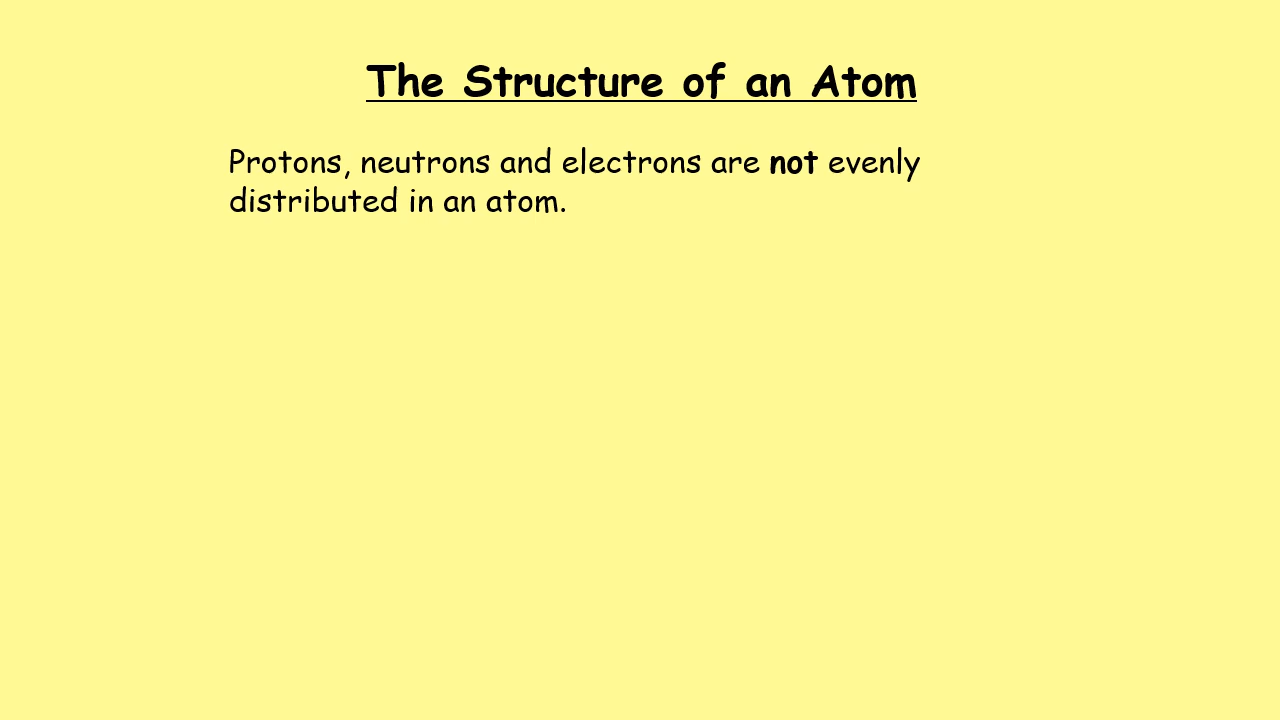 The Structure of an Atom
Protons, neutrons and electrons are not evenly
distributed in an atom.